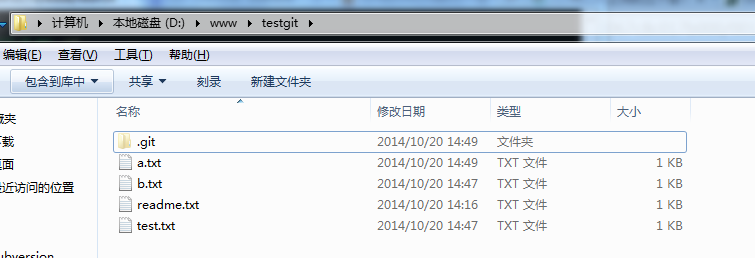 计算机 本地磁盘 (D:) www testgit
编辑(E) 查看(V) 工具(T) 帮助(H)
包含到库中 共享 刻录 新建文件夹
名称 修改日期 类型 大小
.git 2014/10/20 14:49 文件夹
a.txt 2014/10/20 14:49 TXT 文件 1 KB
b.txt 2014/10/20 14:47 TXT 文件 1 KB
readme.txt 2014/10/20 14:16 TXT 文件 1 KB
test.txt 2014/10/20 14:47 TXT 文件 1 KB
藏夹
下载
桌面
最近访问的位置
ubversion